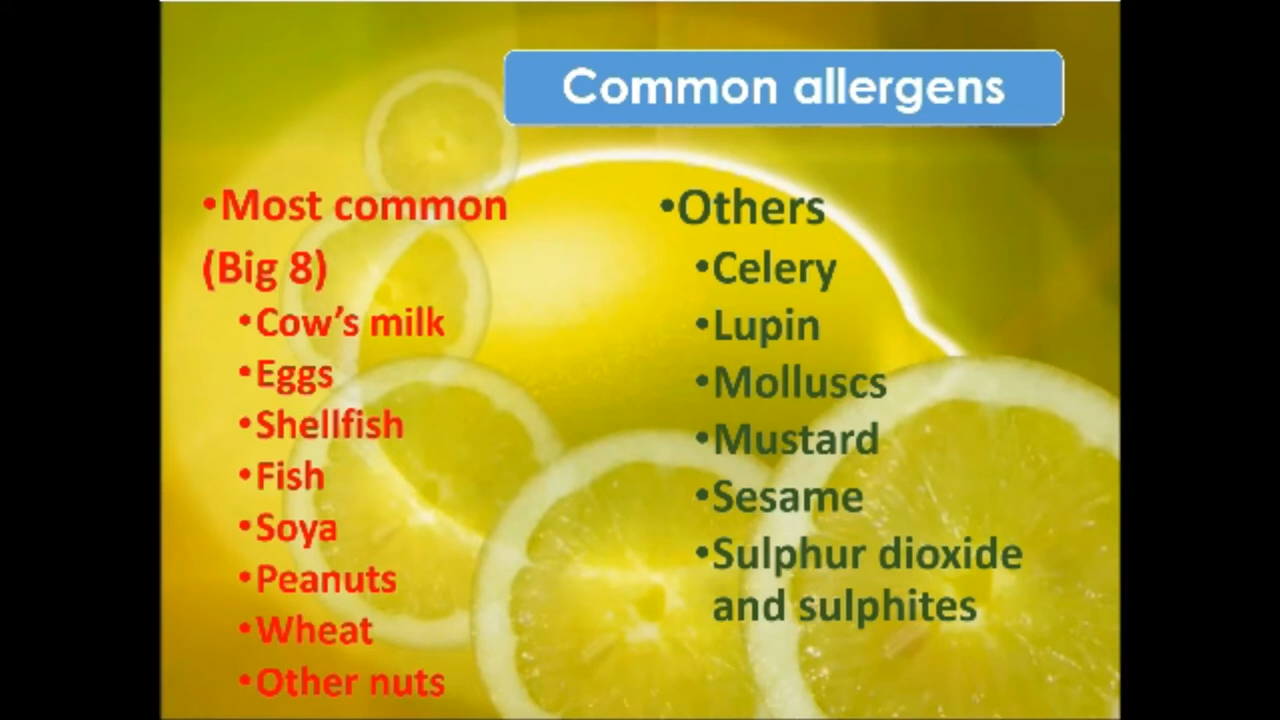 Common allergens
•Most common
(Big 8)
•Cow's milk
•Eggs
•Shellfish
•Fish
•Soya
•Peanuts
•Wheat
•Other nuts
•Others
•Celery
•Lupin
•Molluscs
•Mustard
•Sesame
•Sulphur dioxide
and sulphites